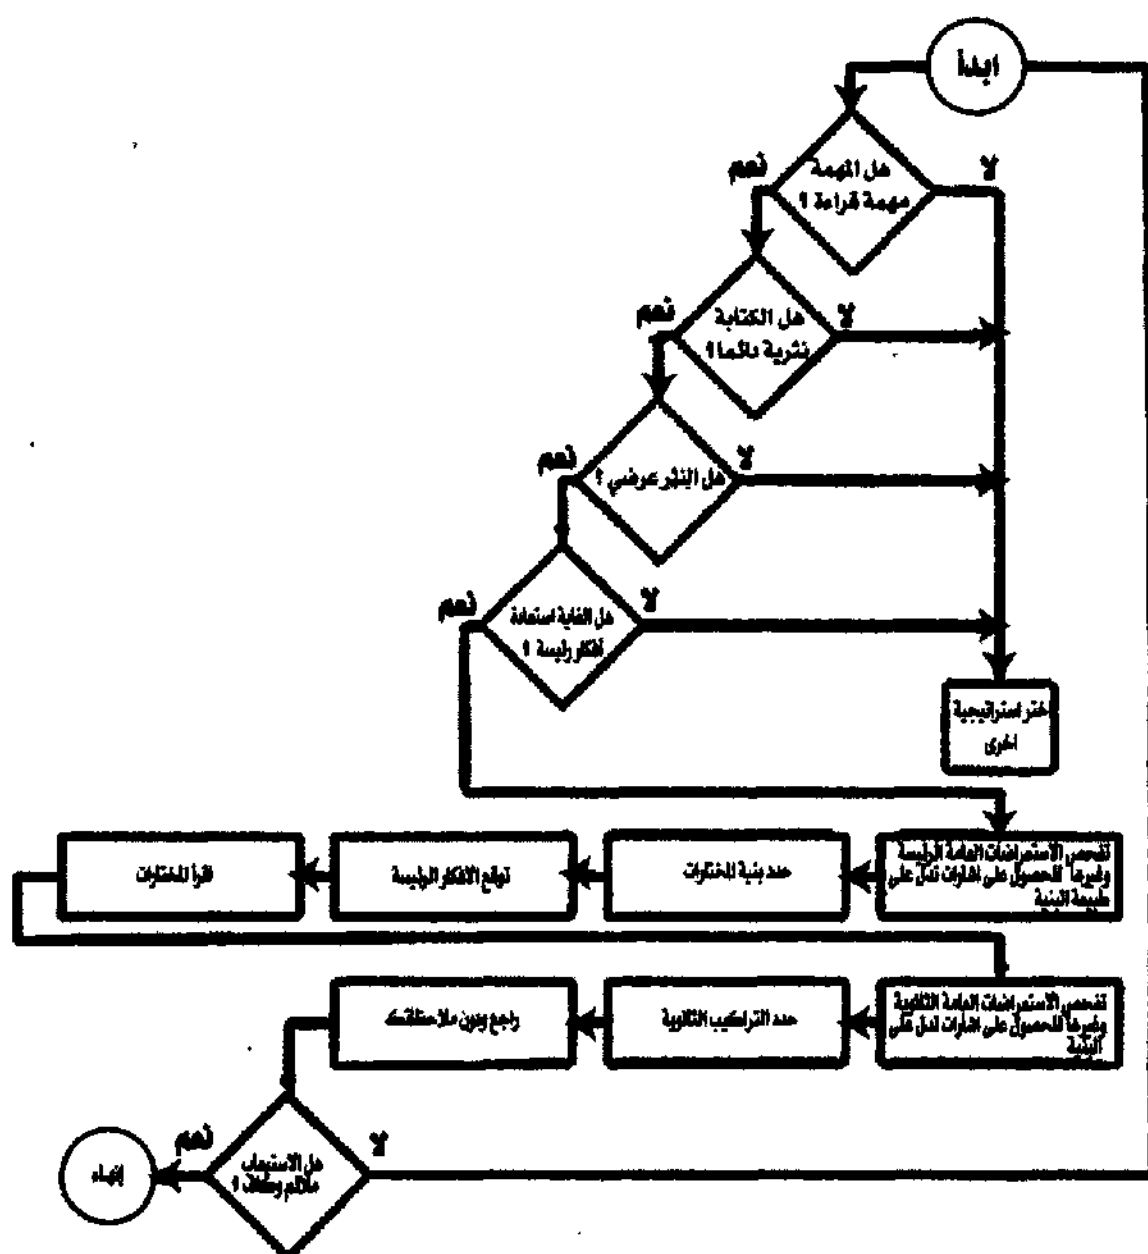 ابدأ
هل المهمة
مهمة قراءة ؟
نعم
لا
هل الكتابة
نثرية دائما ؟
نعم
لا
هل النثر عرضي ؟
نعم
لا
هل الغاية استعادة
أفكار رئيسة ؟
نعم
لا
ختر استراتيجية
اخرى
تفحص الاستعراضات العامة الرئيسة
وغيرها للحصول على اشارات تدل على
طبيعة البنية
حدد بنية المختارات
توقع الافكار الرئيسة
اقرأ المختارات
تفحص الاستعراضات العامة الثانوية
وغيرها للحصول على اشارات تدل على
البنية
حدد التراكيب الثانوية
راجع ودون ملاحظاتك
هل الاستيعاب
ملائم وكاف ؟
نعم
لا
إنهاء